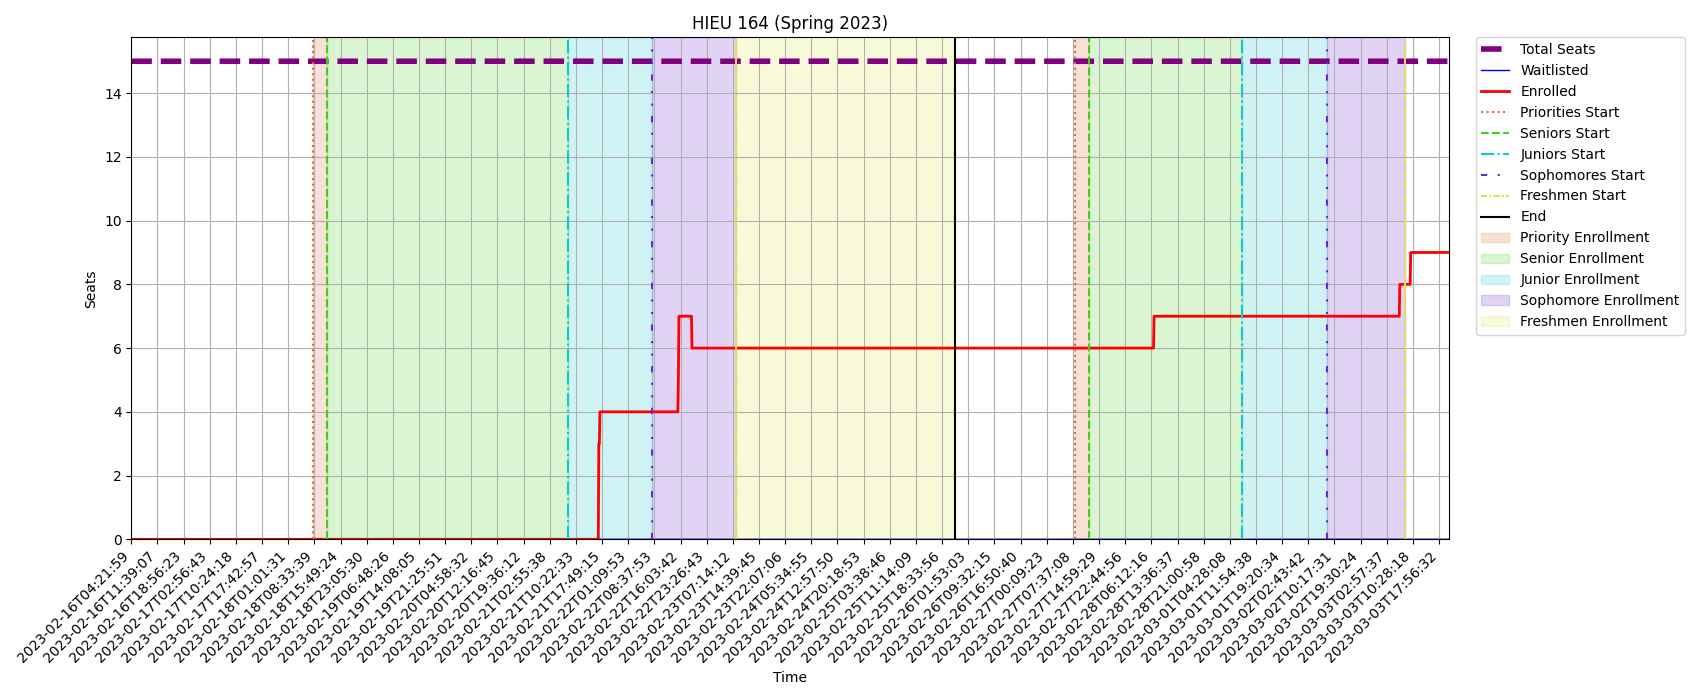 HIEU 164 (Spring 2023)
Seats
14
12
10
8
6
4
2
0
2023-02-16T04:21:59
2023-02-16T11:39:07
2023-02-16T18:56:23
2023-02-17T02:56:43
2023-02-17T10:24:18
2023-02-17T17:42:57
2023-02-18T01:01:31
2023-02-18T08:33:39
2023-02-18T15:49:24
2023-02-18T23:05:30
2023-02-19T06:48:26
2023-02-19T14:08:05
2023-02-19T21:25:51
2023-02-20T04:58:32
2023-02-20T12:16:45
2023-02-20T19:36:12
2023-02-21T02:55:38
2023-02-21T10:22:33
2023-02-21T17:49:15
2023-02-22T01:09:53
2023-02-22T08:37:53
2023-02-22T16:03:42
2023-02-22T23:26:43
2023-02-23T07:14:12
2023-02-23T14:39:45
2023-02-23T22:07:06
2023-02-24T05:34:55
2023-02-24T12:57:50
2023-02-24T20:18:53
2023-02-25T03:38:46
2023-02-25T11:14:09
2023-02-25T18:33:56
2023-02-26T01:53:03
2023-02-26T09:32:15
2023-02-26T16:50:40
2023-02-27T00:09:23
2023-02-27T07:37:08
2023-02-27T14:59:29
2023-02-27T22:44:56
2023-02-28T06:12:16
2023-02-28T13:36:37
2023-02-28T21:00:58
2023-03-01T04:28:08
2023-03-01T11:54:38
2023-03-01T19:20:34
2023-03-02T02:43:42
2023-03-02T10:17:31
2023-03-02T19:30:24
2023-03-03T02:57:37
2023-03-03T10:28:18
2023-03-03T17:56:32
Time
Total Seats
Waitlisted
Enrolled
Priorities Start
Seniors Start
Juniors Start
Sophomores Start
Freshmen Start
End
Priority Enrollment
Senior Enrollment
Junior Enrollment
Sophomore Enrollment
Freshmen Enrollment